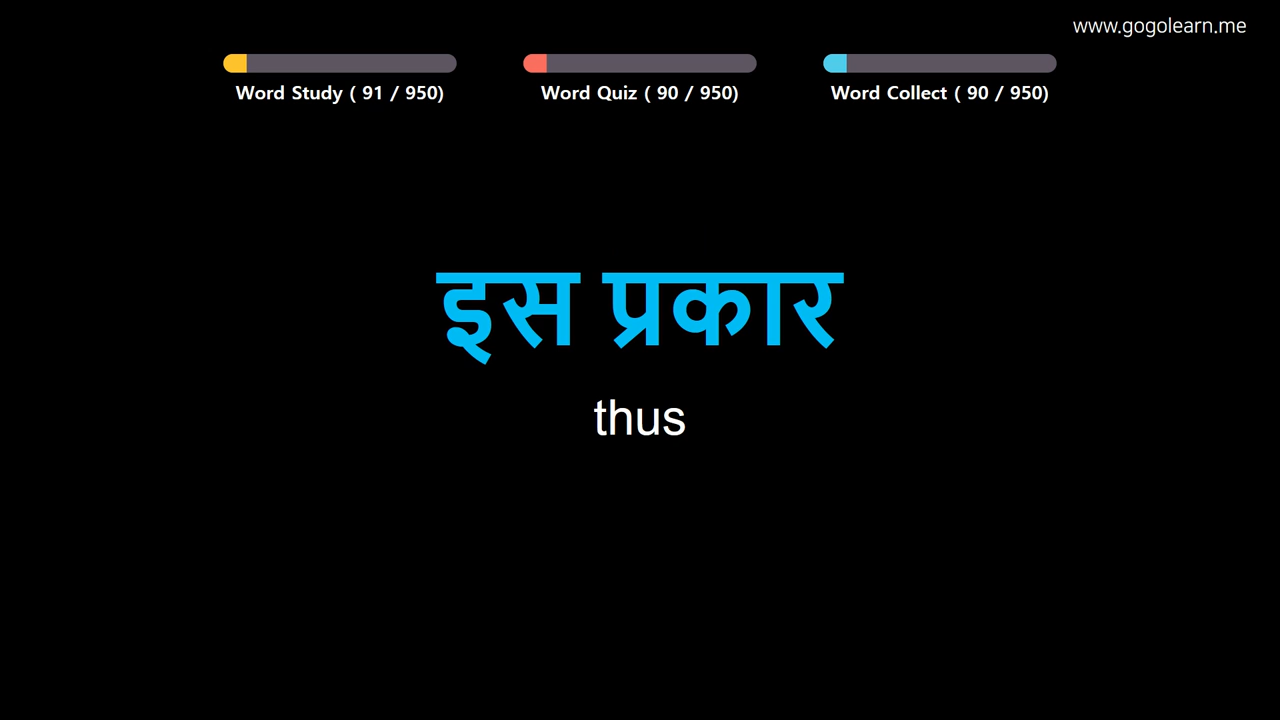 www.gogolearn.me
Word Study ( 91 / 950)
Word Quiz ( 90 / 950)
Word Collect ( 90 / 950)
इस प्रकार
thus